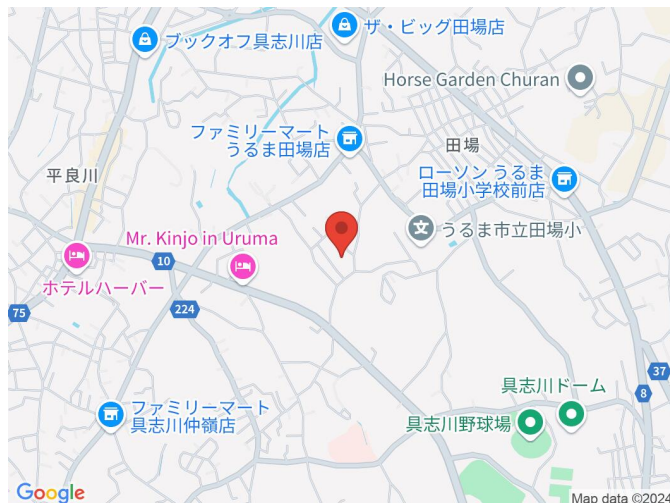 ブックオフ具志川店
ザ・ビッグ田場店
Horse Garden Churan
ファミリーマート
うるま田場店
田場
平良川
ローソン うるま
田場小学校前店
うるま市立田場小
Mr. Kinjo in Uruma
10
ホテルハーバー
75
224
37
8
具志川ドーム
ファミリーマート
具志川仲嶺店
具志川野球場
文
Google
Map data ©2024